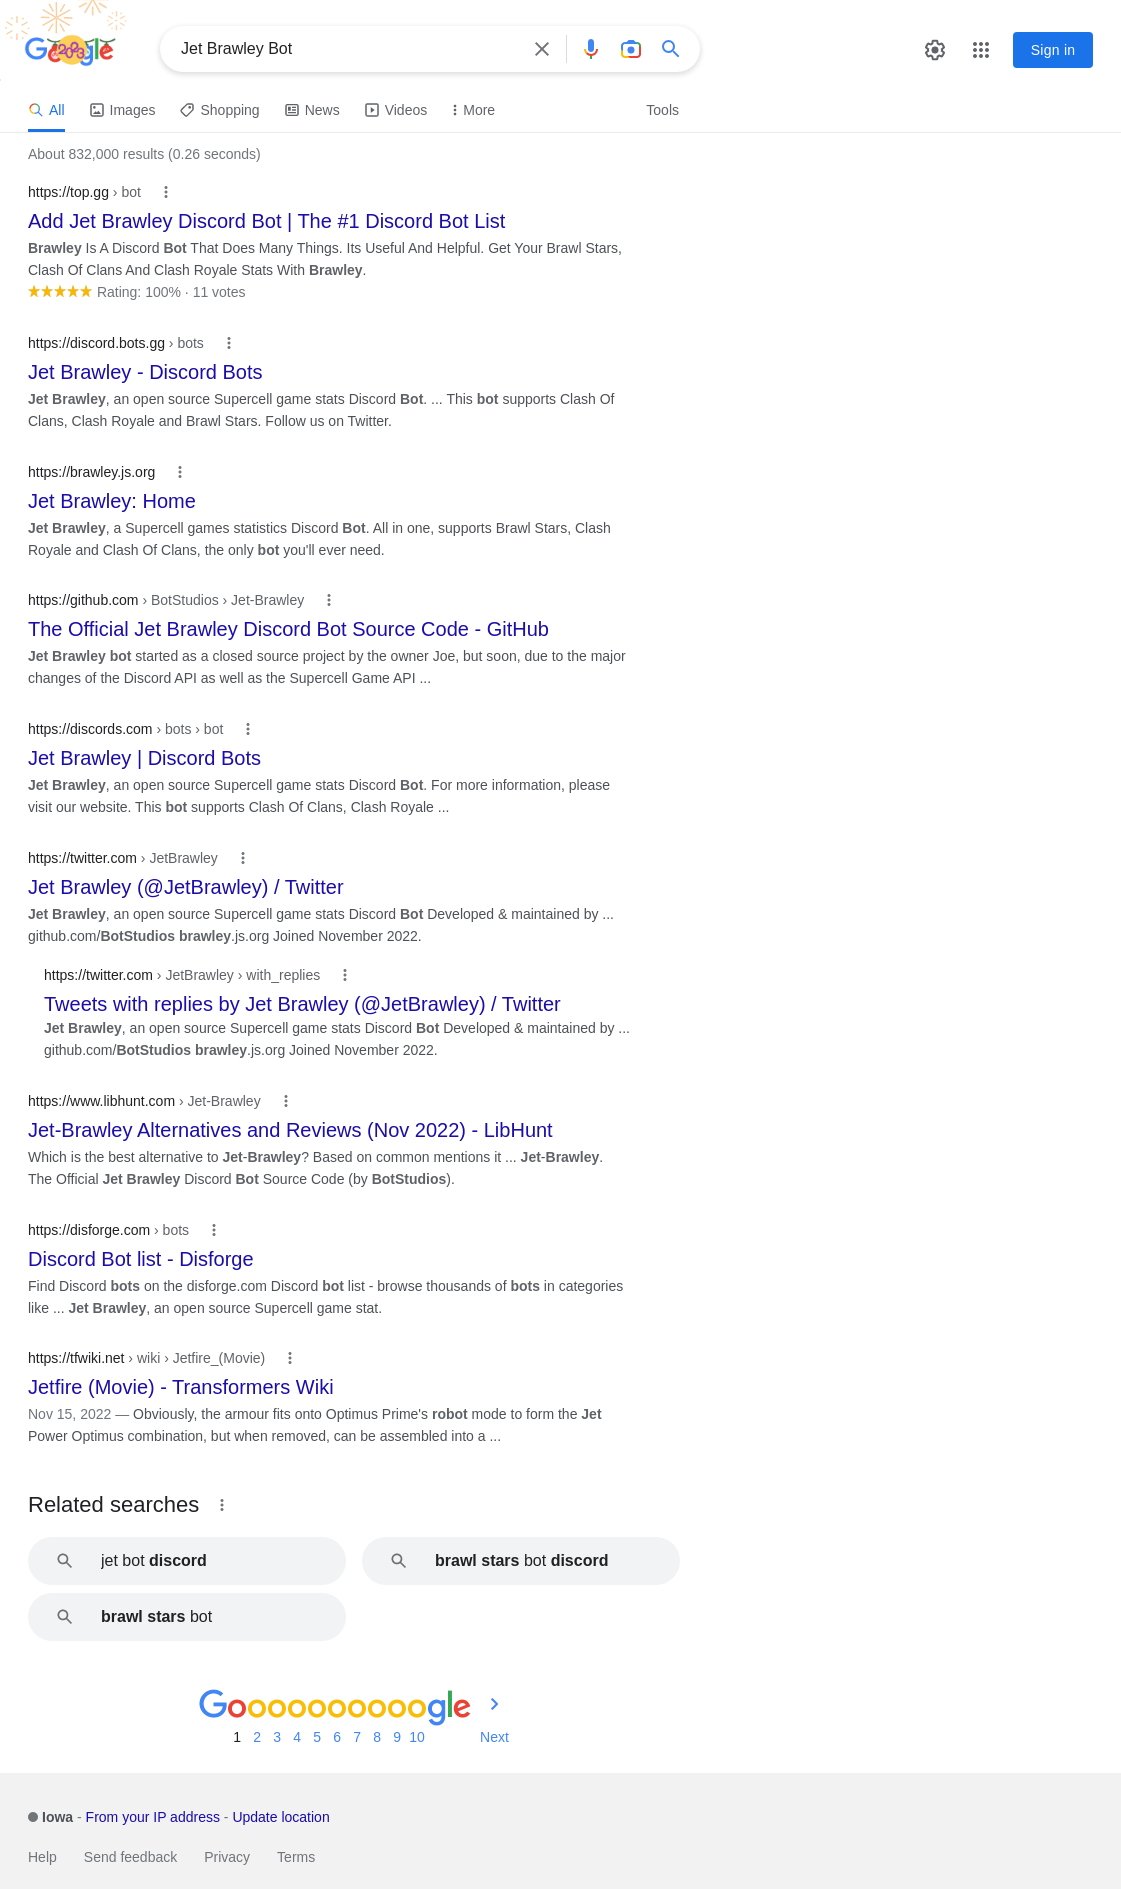 Google
Jet Brawley Bot
Sign in
All Images Shopping News Videos More Tools
About 832,000 results (0.26 seconds)
https://top.gg › bot
Add Jet Brawley Discord Bot | The #1 Discord Bot List
Brawley Is A Discord Bot That Does Many Things. Its Useful And Helpful. Get Your Brawl Stars,
Clash Of Clans And Clash Royale Stats With Brawley.
Rating: 100% · 11 votes
https://discord.bots.gg › bots
Jet Brawley - Discord Bots
Jet Brawley, an open source Supercell game stats Discord Bot. ... This bot supports Clash Of
Clans, Clash Royale and Brawl Stars. Follow us on Twitter.
https://brawley.js.org
Jet Brawley: Home
Jet Brawley, a Supercell games statistics Discord Bot. All in one, supports Brawl Stars, Clash
Royale and Clash Of Clans, the only bot you'll ever need.
https://github.com › BotStudios › Jet-Brawley
The Official Jet Brawley Discord Bot Source Code - GitHub
Jet Brawley bot started as a closed source project by the owner Joe, but soon, due to the major
changes of the Discord API as well as the Supercell Game API ...
https://discords.com › bots › bot
Jet Brawley | Discord Bots
Jet Brawley, an open source Supercell game stats Discord Bot. For more information, please
visit our website. This bot supports Clash Of Clans, Clash Royale ...
https://twitter.com › JetBrawley
Jet Brawley (@JetBrawley) / Twitter
Jet Brawley, an open source Supercell game stats Discord Bot Developed & maintained by ...
github.com/BotStudios brawley.js.org Joined November 2022.
https://twitter.com › JetBrawley › with_replies
Tweets with replies by Jet Brawley (@JetBrawley) / Twitter
Jet Brawley, an open source Supercell game stats Discord Bot Developed & maintained by ...
github.com/BotStudios brawley.js.org Joined November 2022.
https://www.libhunt.com › Jet-Brawley
Jet-Brawley Alternatives and Reviews (Nov 2022) - LibHunt
Which is the best alternative to Jet-Brawley? Based on common mentions it ... Jet-Brawley.
The Official Jet Brawley Discord Bot Source Code (by BotStudios).
https://disforge.com › bots
Discord Bot list - Disforge
Find Discord bots on the disforge.com Discord bot list - browse thousands of bots in categories
like ... Jet Brawley, an open source Supercell game stat.
https://tfwiki.net › wiki › Jetfire_(Movie)
Jetfire (Movie) - Transformers Wiki
Nov 15, 2022 — Obviously, the armour fits onto Optimus Prime's robot mode to form the Jet
Power Optimus combination, but when removed, can be assembled into a ...
Related searches
jet bot discord
brawl stars bot discord
brawl stars bot
Goooooooooogle
1 2 3 4 5 6 7 8 9 10 Next
Iowa - From your IP address - Update location
Help Send feedback Privacy Terms